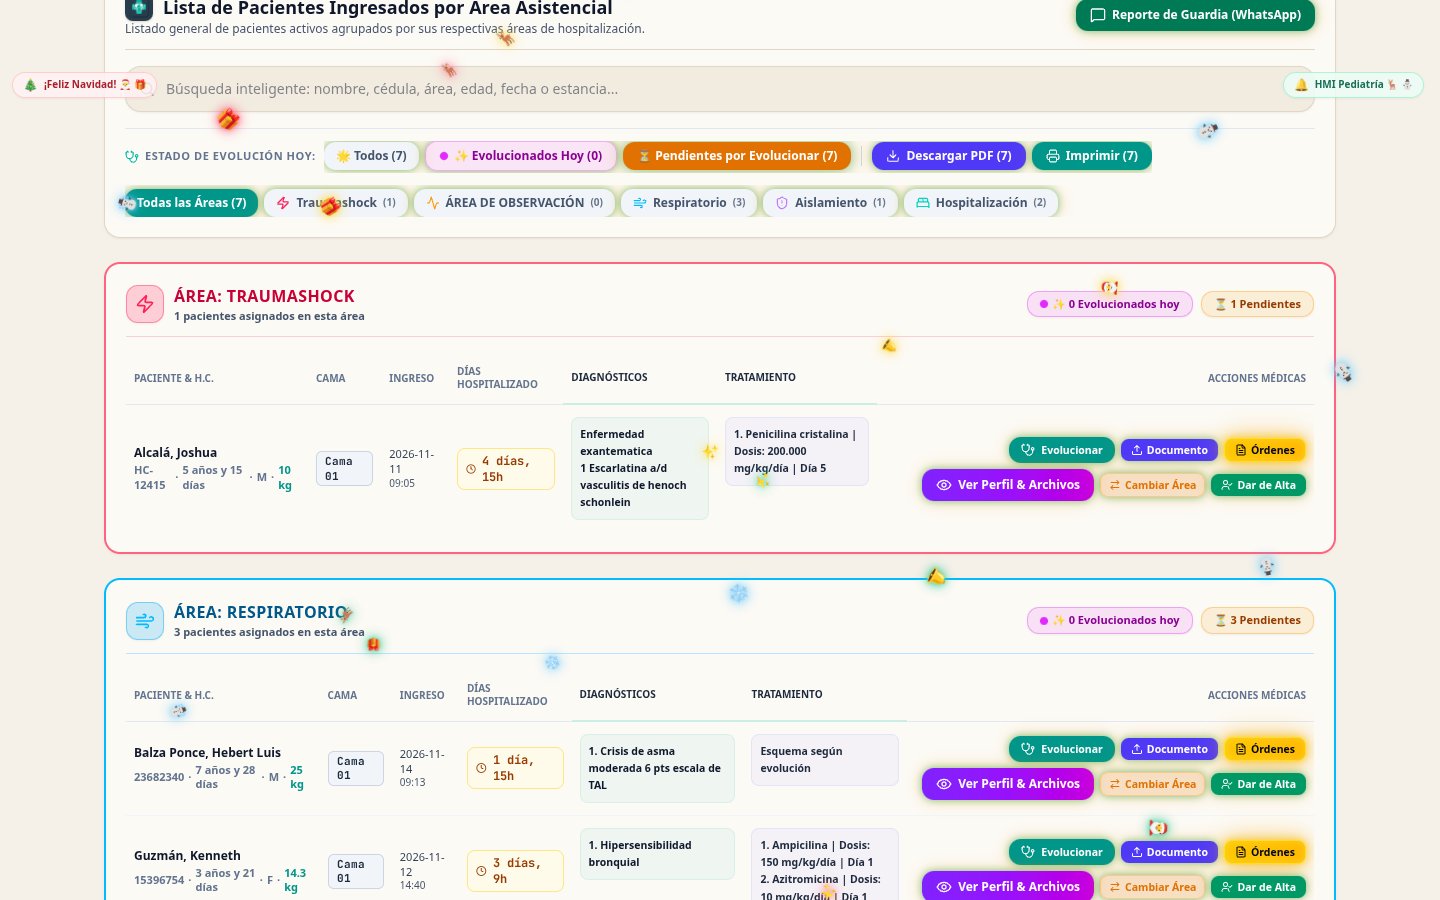 Lista de Pacientes Ingresados por Área Asistencial
Listado general de pacientes activos agrupados por sus respectivas áreas de hospitalización.
Reporte de Guardia (WhatsApp)
¡Feliz Navidad!
Búsqueda inteligente: nombre, cédula, área, edad, fecha o estancia...
HMI Pediatría
ESTADO DE EVOLUCIÓN HOY:
Todos (7)
Evolucionados Hoy (0)
Pendientes por Evolucionar (7)
Descargar PDF (7)
Imprimir (7)
Todas las Áreas (7)
Traumashock (1)
ÁREA DE OBSERVACIÓN (0)
Respiratorio (3)
Aislamiento (1)
Hospitalización (2)
ÁREA: TRAUMASHOCK
1 pacientes asignados en esta área
0 Evolucionados hoy
1 Pendientes
PACIENTE & H.C.
CAMA
INGRESO
DÍAS
HOSPITALIZADO
DIAGNÓSTICOS
TRATAMIENTO
ACCIONES MÉDICAS
Alcalá, Joshua
HC-
12415
· 5 años y 15
días
· M ·
10
kg
Cama
01
2026-11-
11
09:05
4 días,
15h
Enfermedad
exantematica
1 Escarlatina a/d
vasculitis de henoch
schonlein
1. Penicilina cristalina |
Dosis: 200.000
mg/kg/día | Día 5
Evolucionar
Documento
Órdenes
Ver Perfil & Archivos
Cambiar Área
Dar de Alta
ÁREA: RESPIRATORIO
3 pacientes asignados en esta área
0 Evolucionados hoy
3 Pendientes
PACIENTE & H.C.
CAMA
INGRESO
DÍAS
HOSPITALIZADO
DIAGNÓSTICOS
TRATAMIENTO
ACCIONES MÉDICAS
Balza Ponce, Hebert Luis
23682340 ·
7 años y 28
días
· M ·
25
kg
Cama
01
2026-11-
14
09:13
1 día,
15h
1. Crisis de asma
moderada 6 pts escala de
TAL
Esquema según
evolución
Evolucionar
Documento
Órdenes
Ver Perfil & Archivos
Cambiar Área
Dar de Alta
Guzmán, Kenneth
15396754 ·
3 años y 21
días
· F ·
14.3
kg
Cama
01
2026-11-
12
14:40
3 días,
9h
1. Hipersensibilidad
bronquial
1. Ampicilina | Dosis:
150 mg/kg/día | Día 1
2. Azitromicina | Dosis:
10 mg/kg/día | Día 1
Evolucionar
Documento
Órdenes
Ver Perfil & Archivos
Cambiar Área
Dar de Alta